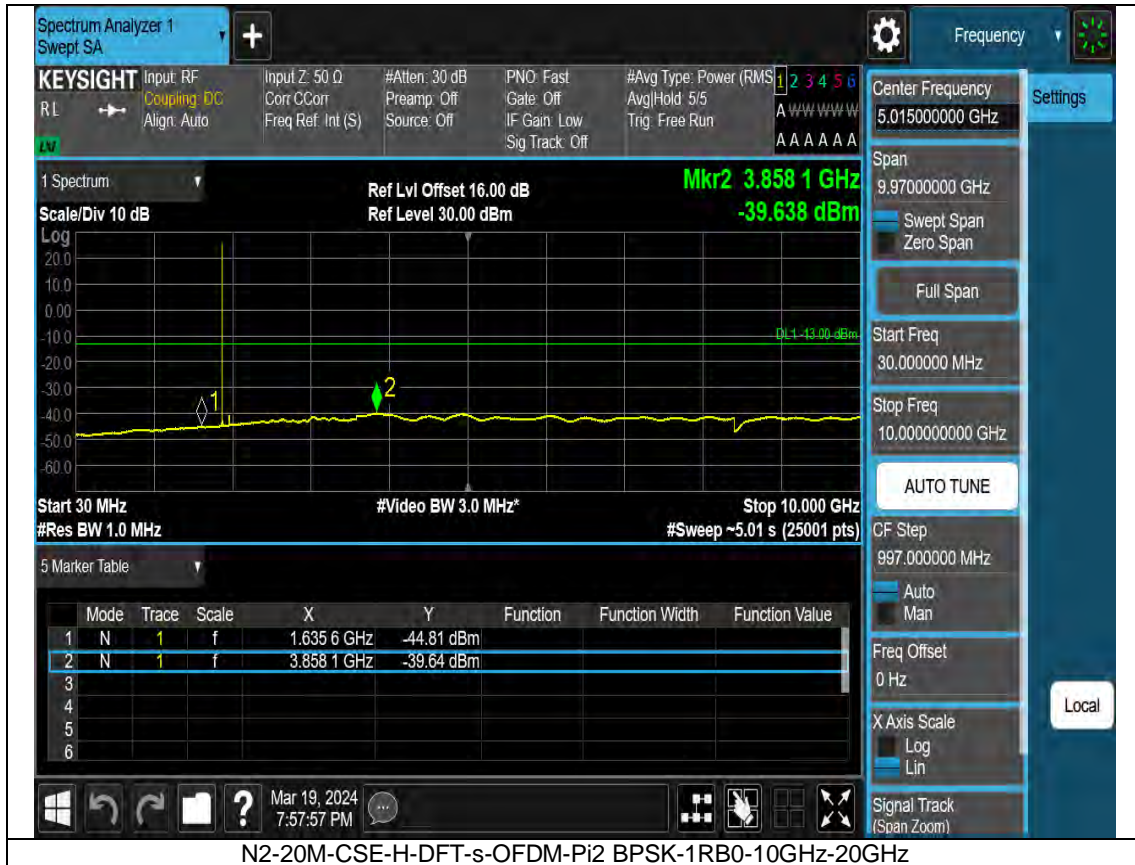 Spectrum Analyzer 1
Swept SA
+
Frequency
KEYSIGHT
RL
LXI
Input: RF
Coupling: DC
Align: Auto
Input Z: 50 Ω
Corr CCorr
Freq Ref: Int (S)
#Atten: 30 dB
Preamp: Off
Source: Off
PNO: Fast
Gate: Off
IF Gain: Low
Sig Track: Off
#Avg Type: Power (RMS
Avg|Hold: 5/5
Trig: Free Run
1 2 3 4 5 6
A W W W W W
A A A A A A
1 Spectrum
Scale/Div 10 dB
Ref Lvl Offset 16.00 dB
Ref Level 30.00 dBm
Mkr2 3.858 1 GHz
-39.638 dBm
Log
20.0
10.0
0.00
-10.0
-20.0
-30.0
-40.0
-50.0
-60.0
DL1 -13.00 dBm
1
2
Start 30 MHz
#Video BW 3.0 MHz*
Stop 10.000 GHz
#Res BW 1.0 MHz
#Sweep ~5.01 s (25001 pts)
5 Marker Table
Mode Trace Scale X Y Function Function Width Function Value
1 N 1 f 1.635 6 GHz -44.81 dBm
2 N 1 f 3.858 1 GHz -39.64 dBm
3
4
5
6
Mar 19, 2024
7:57:57 PM
Center Frequency
5.015000000 GHz
Span
9.97000000 GHz
Swept Span
Zero Span
Full Span
Start Freq
30.000000 MHz
Stop Freq
10.000000000 GHz
AUTO TUNE
CF Step
997.000000 MHz
Auto
Man
Freq Offset
0 Hz
X Axis Scale
Log
Lin
Signal Track
(Span Zoom)
Settings
Local
N2-20M-CSE-H-DFT-s-OFDM-Pi2 BPSK-1RB0-10GHz-20GHz